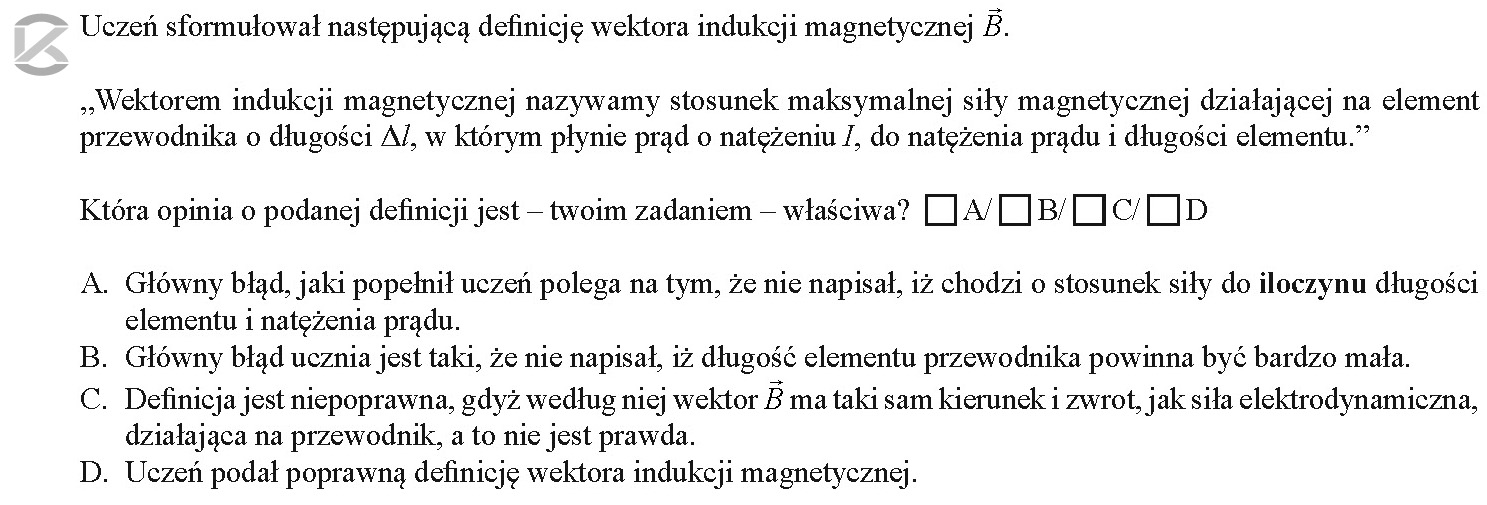 Uczeń sformułował następującą definicję wektora indukcji magnetycznej B⃗.
„Wektorem indukcji magnetycznej nazywamy stosunek maksymalnej siły magnetycznej działającej na element
przewodnika o długości Δl, w którym płynie prąd o natężeniu I, do natężenia prądu i długości elementu.”
Która opinia o podanej definicji jest – twoim zadaniem – właściwa? □A/□B/□C/□D
A. Główny błąd, jaki popełnił uczeń polega na tym, że nie napisał, iż chodzi o stosunek siły do iloczynu długości
elementu i natężenia prądu.
B. Główny błąd ucznia jest taki, że nie napisał, iż długość elementu przewodnika powinna być bardzo mała.
C. Definicja jest niepoprawna, gdyż według niej wektor B⃗ ma taki sam kierunek i zwrot, jak siła elektrodynamiczna,
działająca na przewodnik, a to nie jest prawda.
D. Uczeń podał poprawną definicję wektora indukcji magnetycznej.